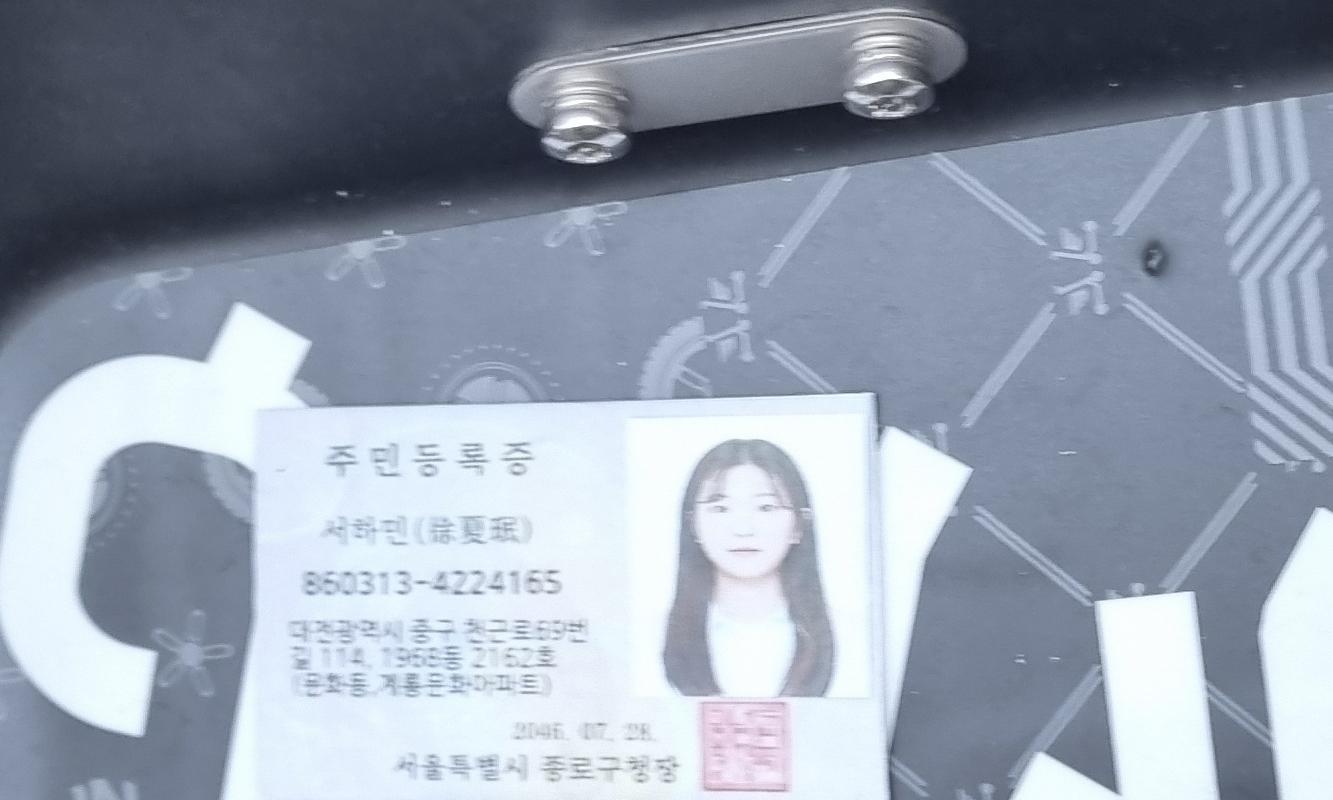 주민등록증
서하민(徐夏珉)
860313-4224165
대전광역시 중구 천근로69번
길 114, 1968동 2162호
(문화동,계룡문화아파트)
2046. 07. 28.
서울특별시 종로구청장